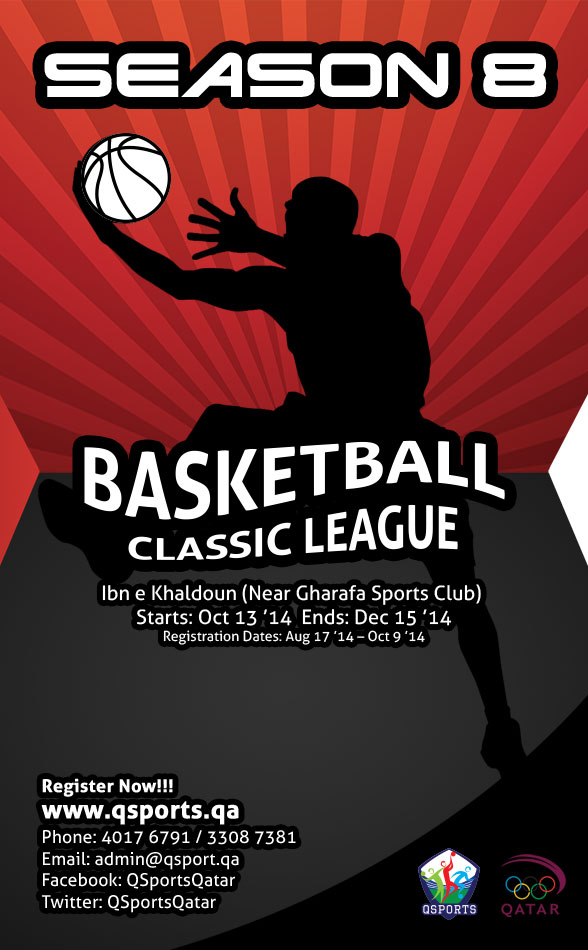 SEASON 8
BASKETBALL
CLASSIC LEAGUE
Ibn e Khaldoun (Near Gharafa Sports Club)
Starts: Oct 13 '14 Ends: Dec 15 '14
Registration Dates: Aug 17 '14 – Oct 9 '14
Register Now!!!
www.qsports.qa
Phone: 4017 6791 / 3308 7381
Email: admin@qsport.qa
Facebook: QSportsQatar
Twitter: QSportsQatar
QSPORTS
QATAR